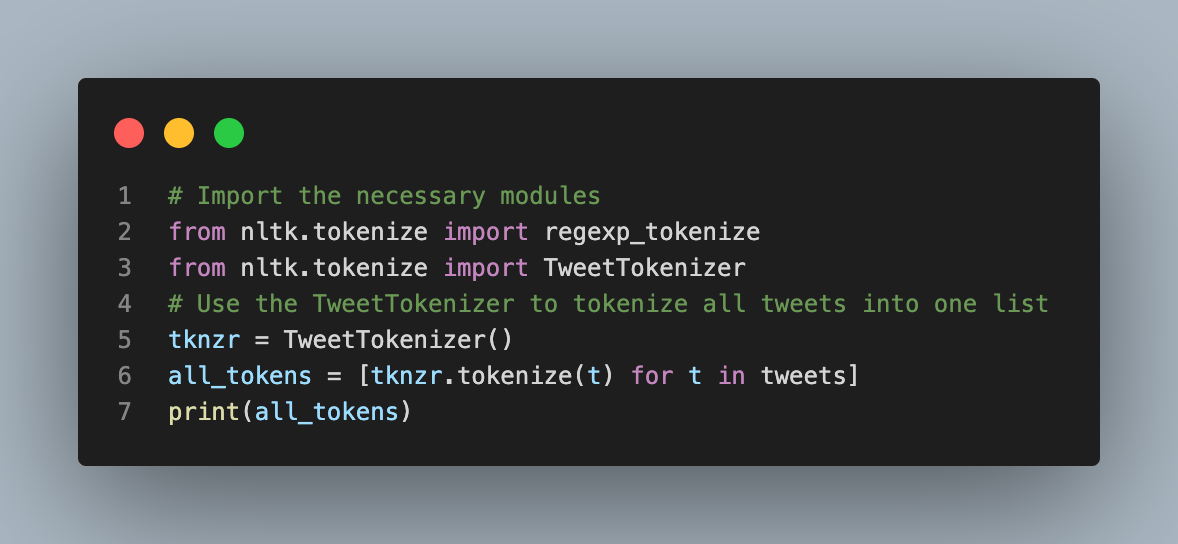 1 # Import the necessary modules
2 from nltk.tokenize import regexp_tokenize
3 from nltk.tokenize import TweetTokenizer
4 # Use the TweetTokenizer to tokenize all tweets into one list
5 tknzr = TweetTokenizer()
6 all_tokens = [tknzr.tokenize(t) for t in tweets]
7 print(all_tokens)